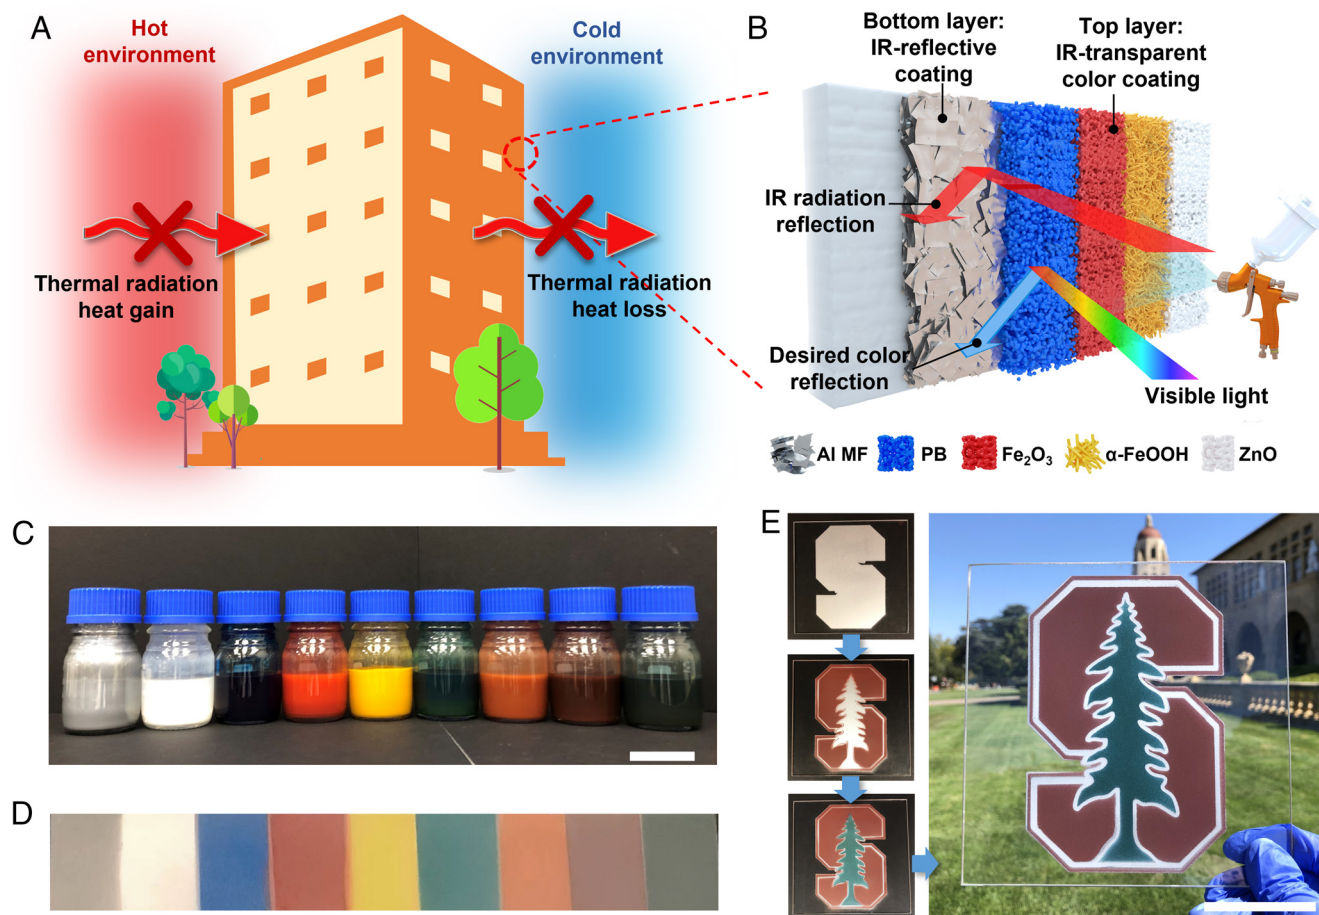 A
Hot
environment
Cold
environment
Thermal radiation
heat gain
Thermal radiation
heat loss
B
Bottom layer:
IR-reflective
coating
Top layer:
IR-transparent
color coating
IR radiation
reflection
Desired color
reflection
Visible light
Al MF
PB
Fe₂O₃
α-FeOOH
ZnO
C
D
E
S
S
S
S